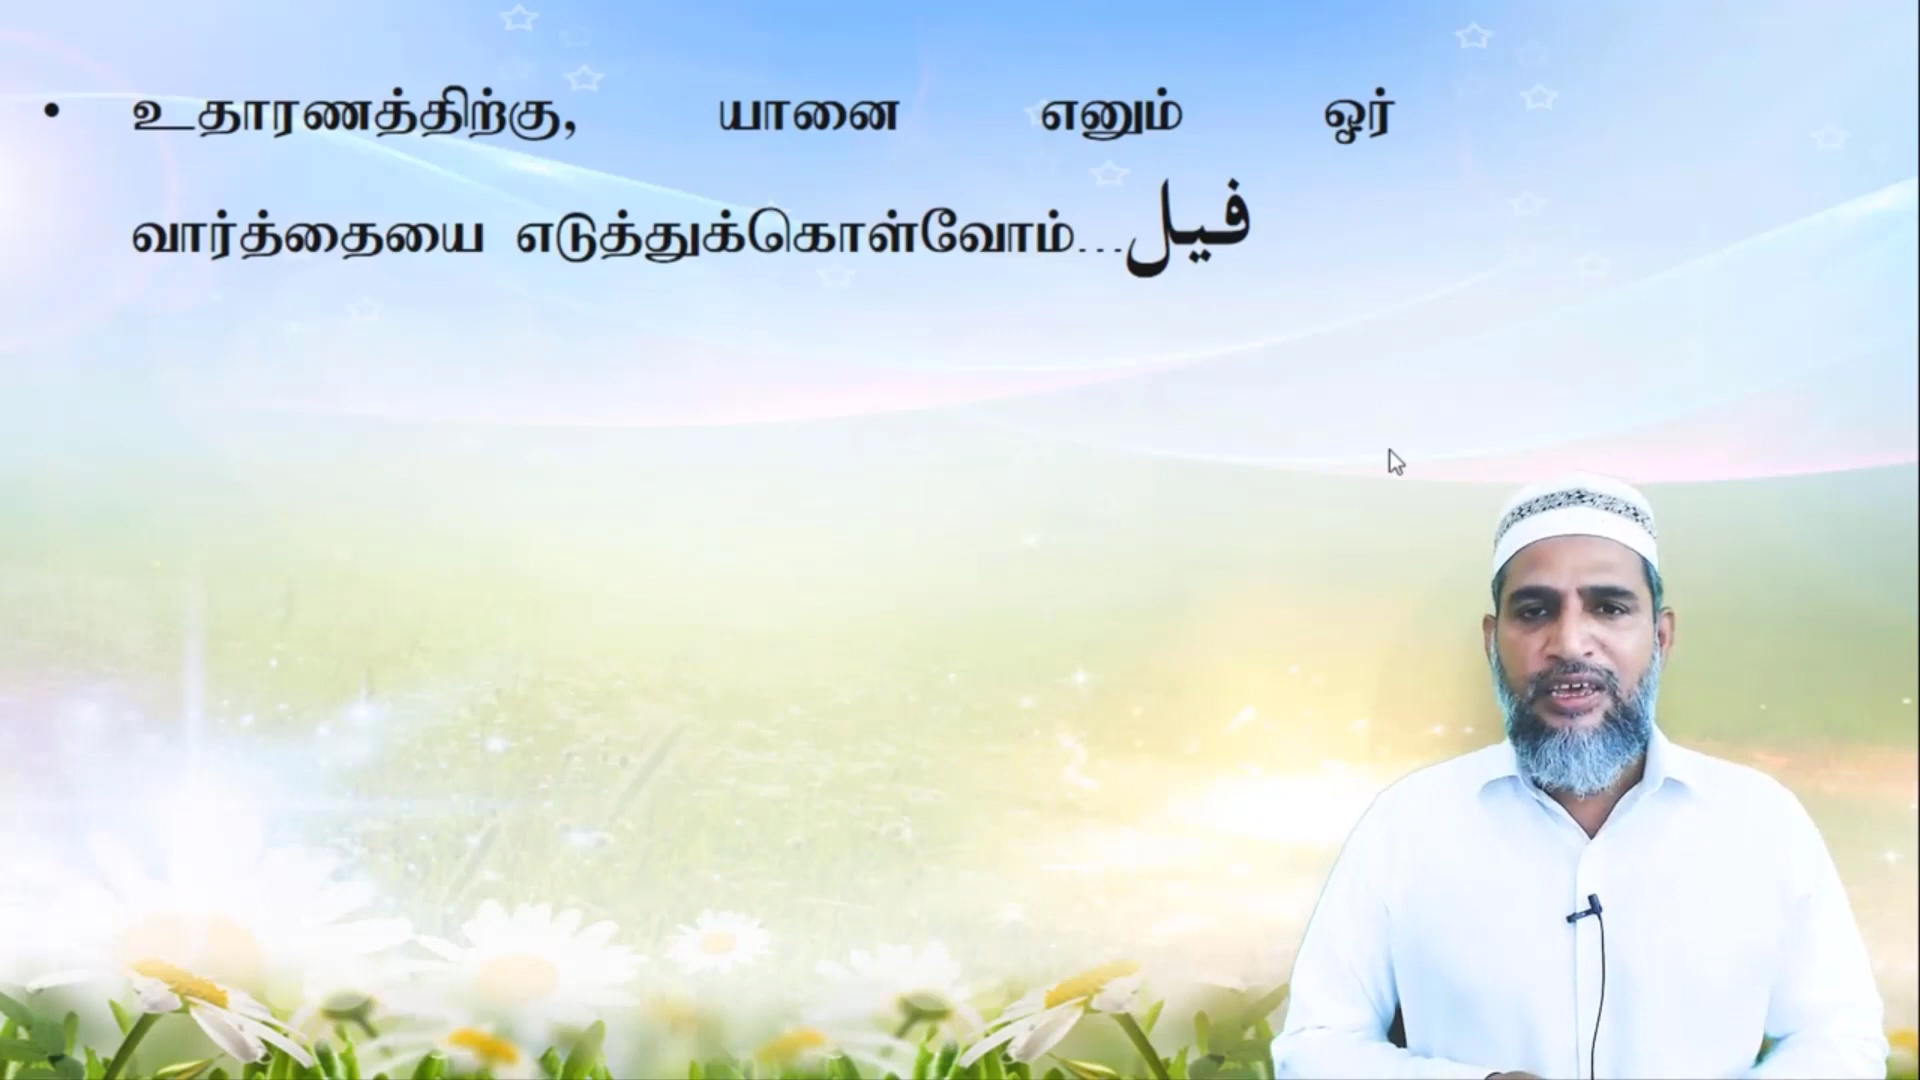 • உதாரணத்திற்கு, யானை எனும் ஓர்
வார்த்தையை எடுத்துக்கொள்வோம்...فيل